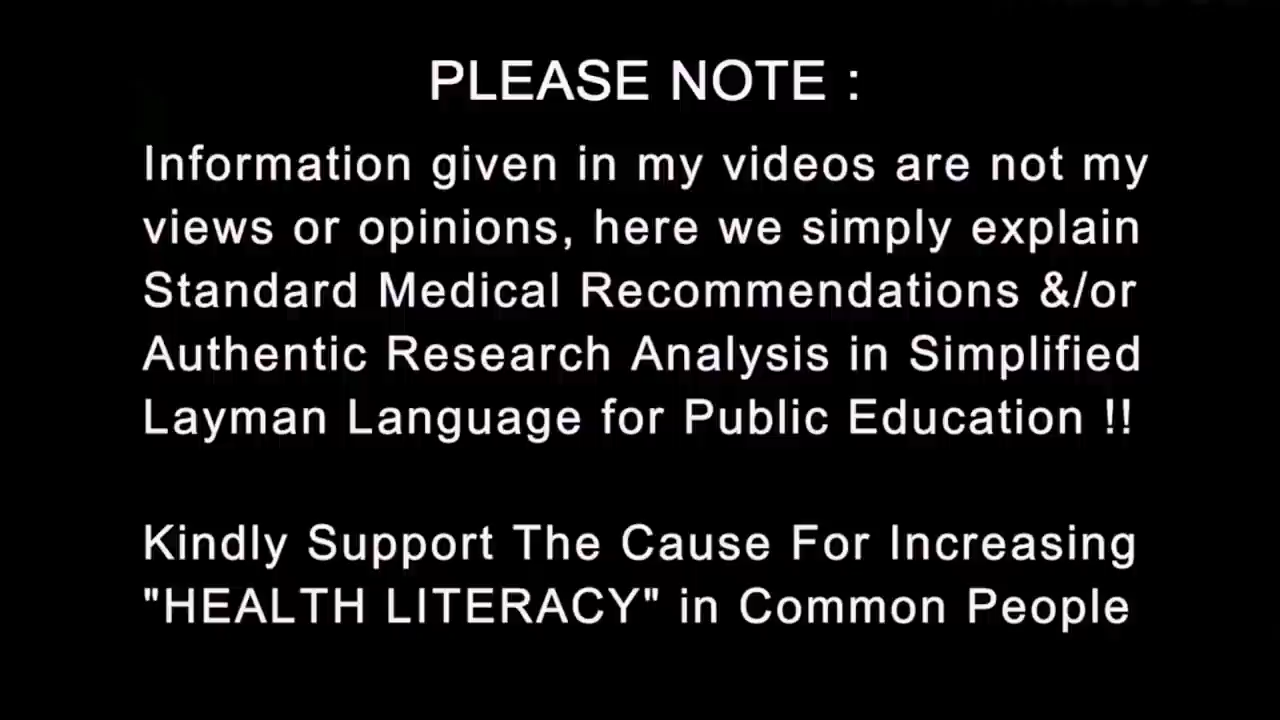 PLEASE NOTE :
Information given in my videos are not my
views or opinions, here we simply explain
Standard Medical Recommendations &/or
Authentic Research Analysis in Simplified
Layman Language for Public Education !!
Kindly Support The Cause For Increasing
"HEALTH LITERACY" in Common People